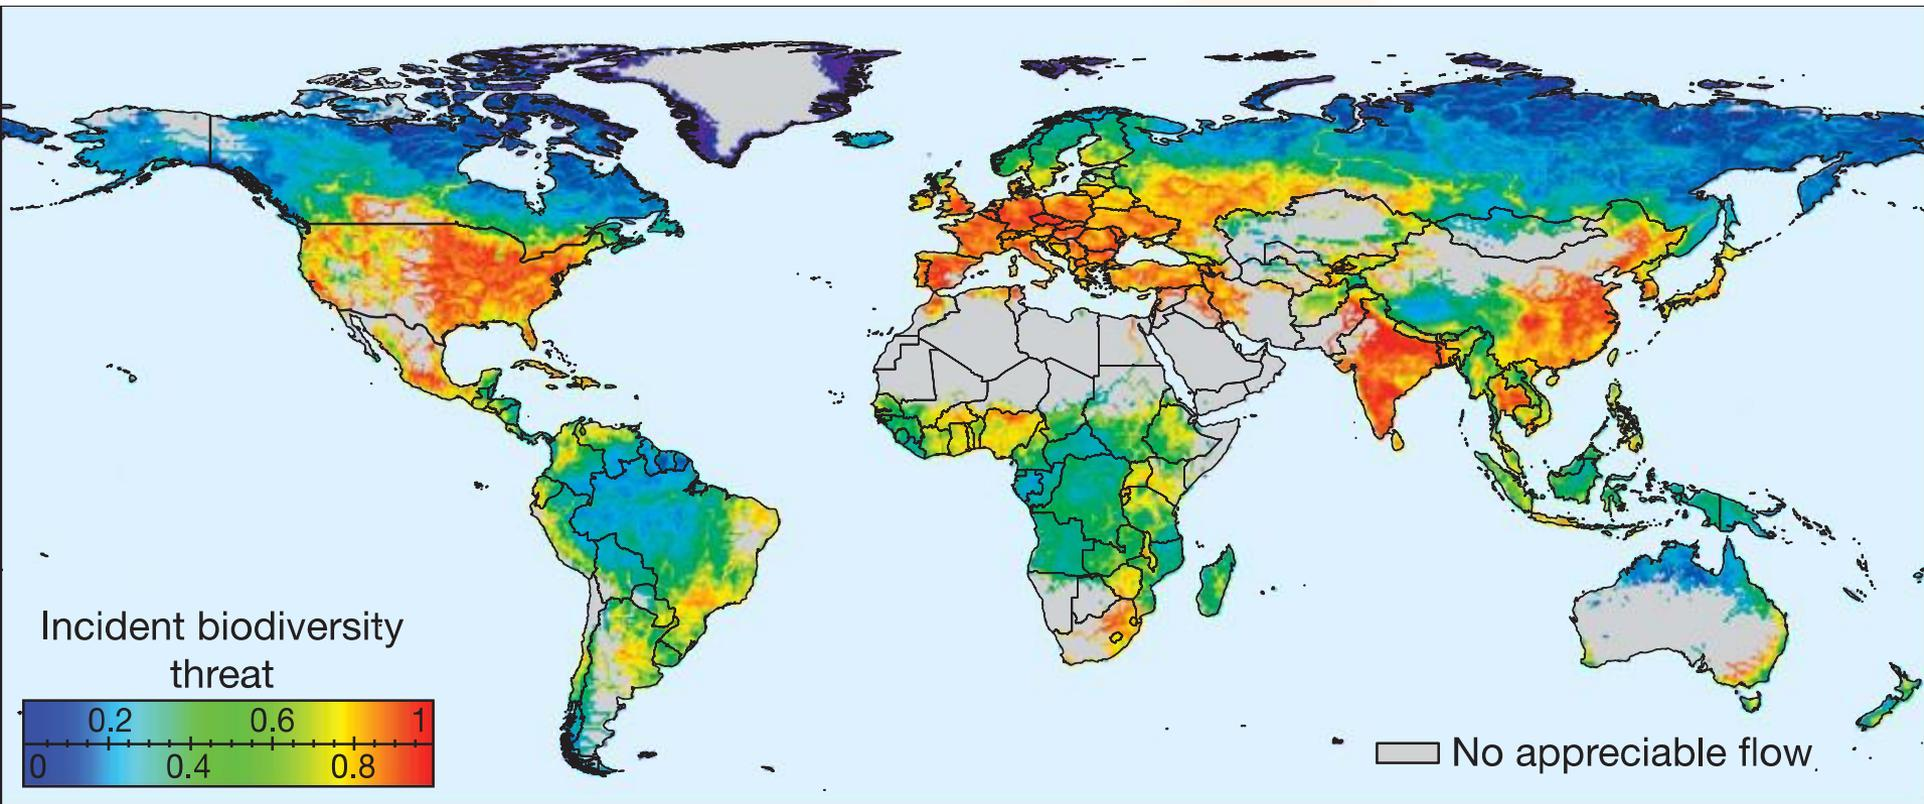 Incident biodiversity
threat
0.2 0.6 1
0 0.4 0.8
No appreciable flow